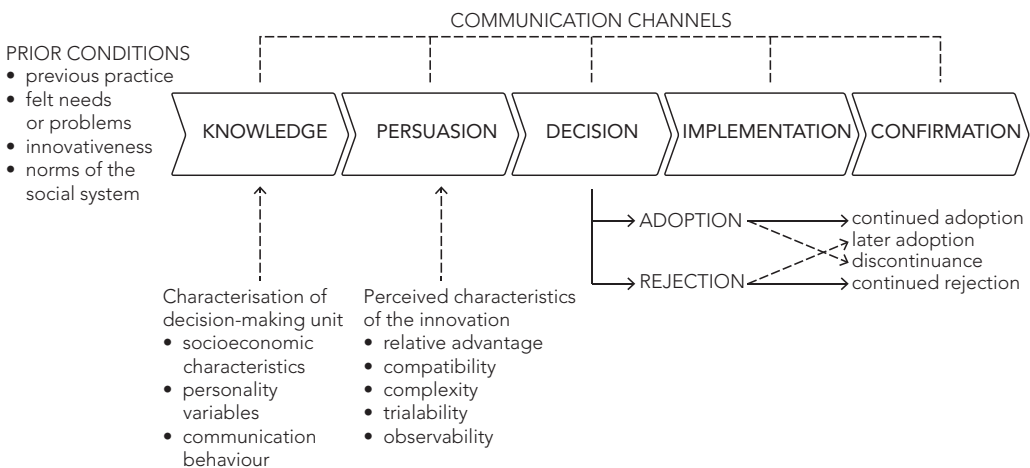 COMMUNICATION CHANNELS
PRIOR CONDITIONS
• previous practice
• felt needs
or problems
• innovativeness
• norms of the
social system
KNOWLEDGE
PERSUASION
DECISION
IMPLEMENTATION
CONFIRMATION
ADOPTION
REJECTION
continued adoption
later adoption
discontinuance
continued rejection
Characterisation of
decision-making unit
• socioeconomic
characteristics
• personality
variables
• communication
behaviour
Perceived characteristics
of the innovation
• relative advantage
• compatibility
• complexity
• trialability
• observability